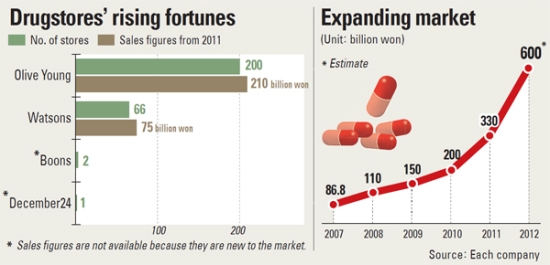 Drugstores' rising fortunes
No. of stores
Sales figures from 2011
Olive Young
200
210 billion won
Watsons
66
75 billion won
*Boons
2
*December24
1
100
200
* Sales figures are not available because they are new to the market.
Expanding market
(Unit: billion won)
* Estimate
86.8
110
150
200
330
600*
2007 2008 2009 2010 2011 2012
Source: Each company